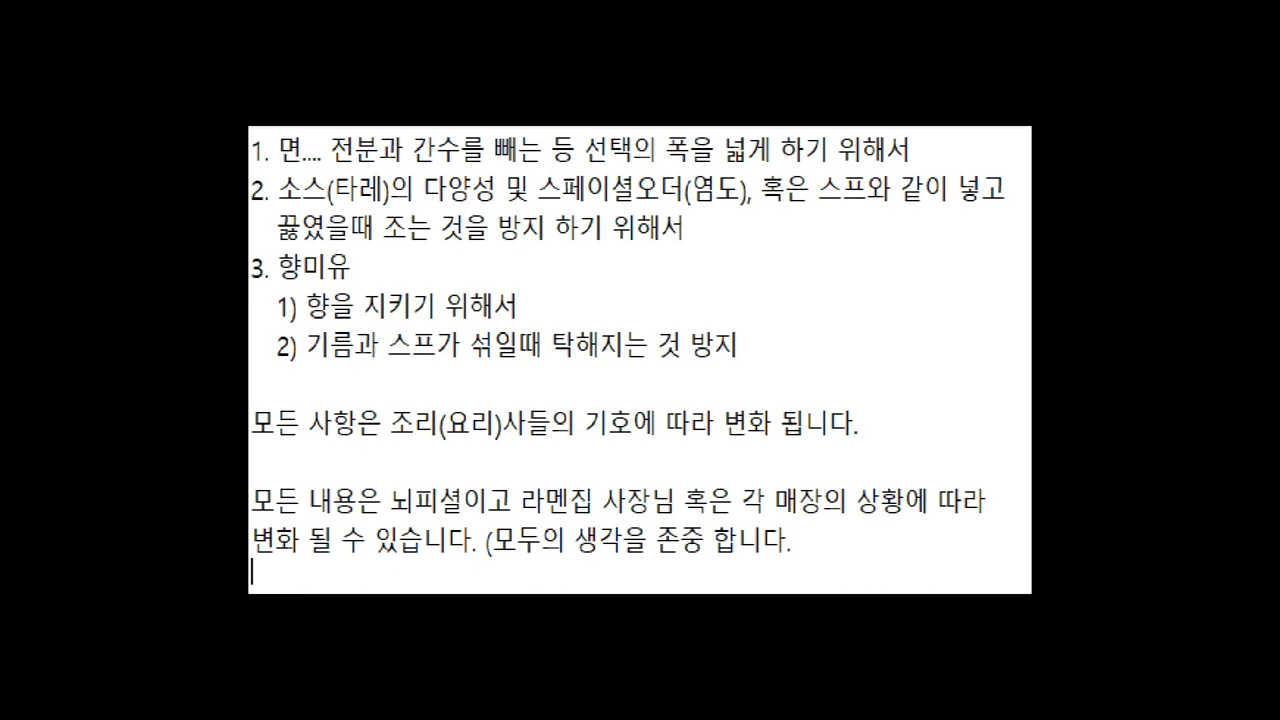 1. 면.... 전분과 간수를 빼는 등 선택의 폭을 넓게 하기 위해서
2. 소스(타레)의 다양성 및 스페이셜오더(염도), 혹은 스프와 같이 넣고
끓였을때 조는 것을 방지 하기 위해서
3. 향미유
1) 향을 지키기 위해서
2) 기름과 스프가 섞일때 탁해지는 것 방지
모든 사항은 조리(요리)사들의 기호에 따라 변화 됩니다.
모든 내용은 뇌피셜이고 라멘집 사장님 혹은 각 매장의 상황에 따라
변화 될 수 있습니다. (모두의 생각을 존중 합니다.